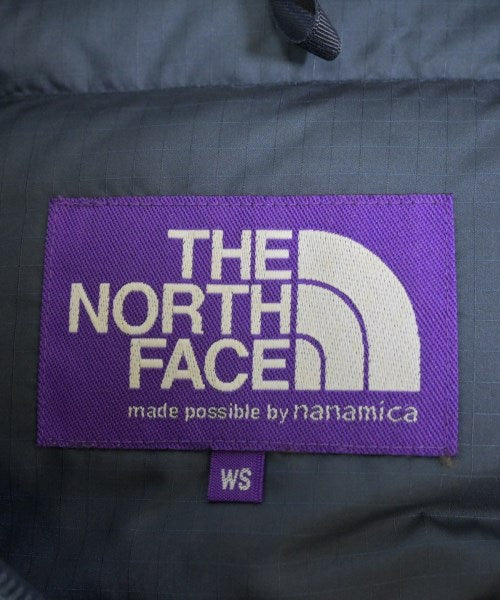 THE
NORTH
FACE
made possible by nanamica
WS